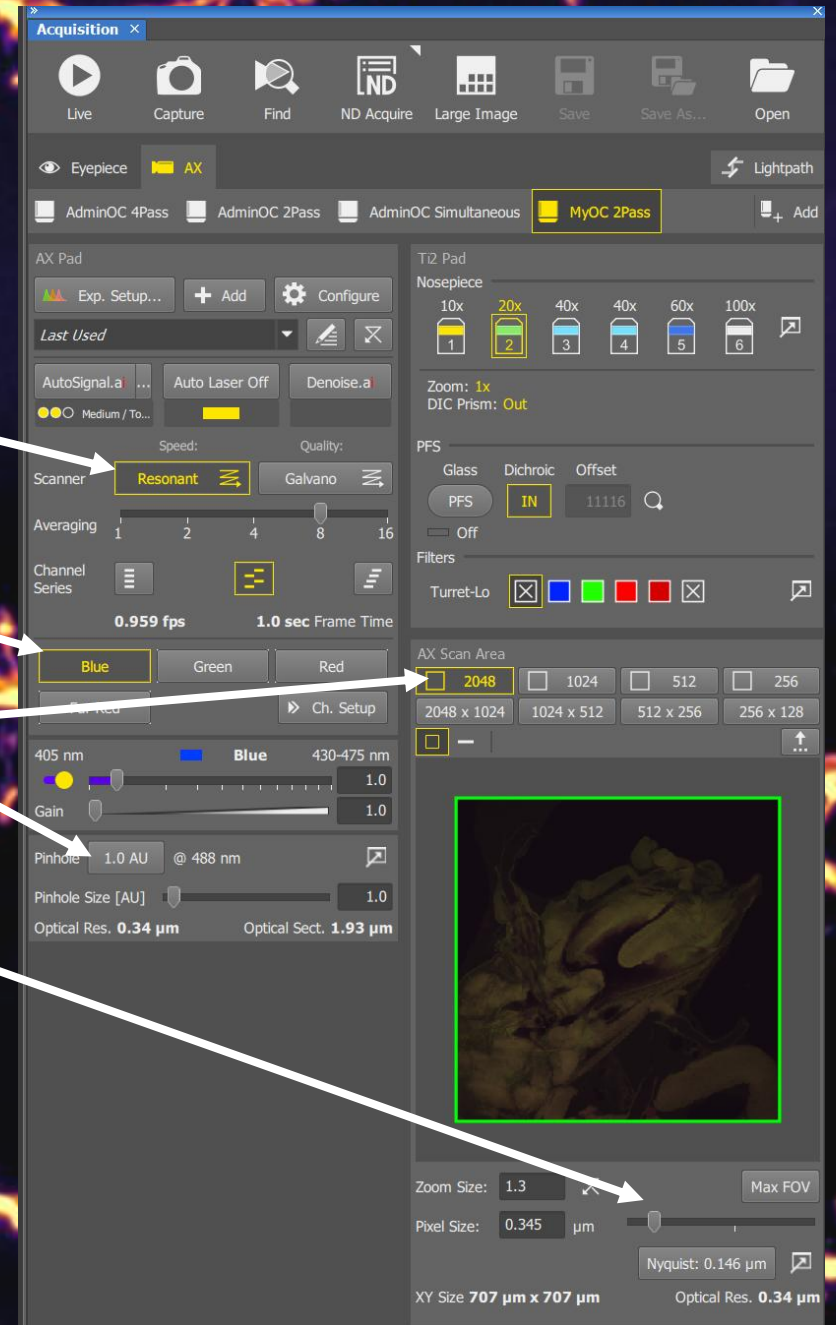 Acquisition
Live Capture Find ND Acquire Large Image Save Save As... Open
Eyepiece AX Lightpath
AdminOC 4Pass AdminOC 2Pass AdminOC Simultaneous MyOC 2Pass Add
AX Pad
Exp. Setup... Add Configure
Last Used
AutoSignal.ai ... Auto Laser Off Denoise.ai
Medium / To...
Speed: Quality:
Scanner Resonant Galvano
Averaging 1 2 4 8 16
Channel Series
0.959 fps 1.0 sec Frame Time
Blue Green Red
Ch. Setup
405 nm Blue 430-475 nm
1.0
Gain 1.0
Pinhole 1.0 AU @ 488 nm
Pinhole Size [AU] 1.0
Optical Res. 0.34 µm Optical Sect. 1.93 µm
Ti2 Pad
Nosepiece
10x 20x 40x 40x 60x 100x
1 2 3 4 5 6
Zoom: 1x
DIC Prism: Out
PFS
Glass Dichroic Offset
PFS IN 11116
Off
Filters
Turret-Lo
AX Scan Area
2048 1024 512 256
2048 x 1024 1024 x 512 512 x 256 256 x 128
Zoom Size: 1.3 Max FOV
Pixel Size: 0.345 µm
Nyquist: 0.146 µm
XY Size 707 µm x 707 µm Optical Res. 0.34 µm